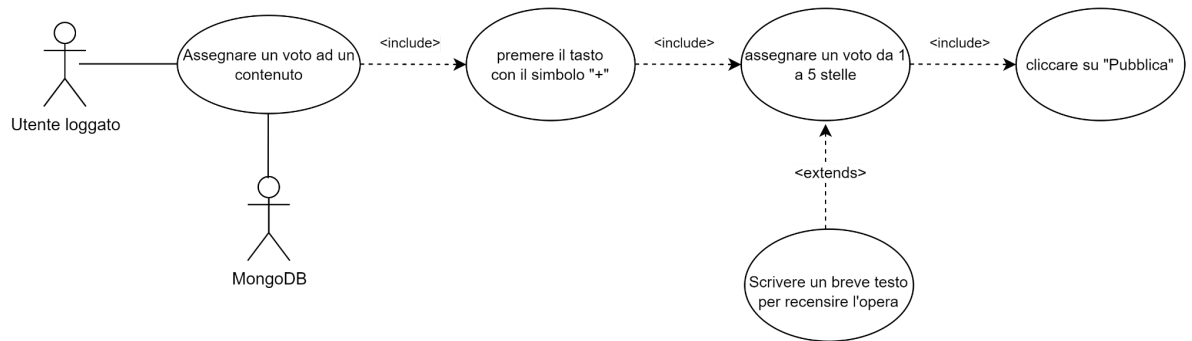 Utente loggato
Assegnare un voto ad un
contenuto
<include>
premere il tasto
con il simbolo "+"
<include>
assegnare un voto da 1
a 5 stelle
<include>
cliccare su "Pubblica"
MongoDB
<extends>
Scrivere un breve testo
per recensire l'opera